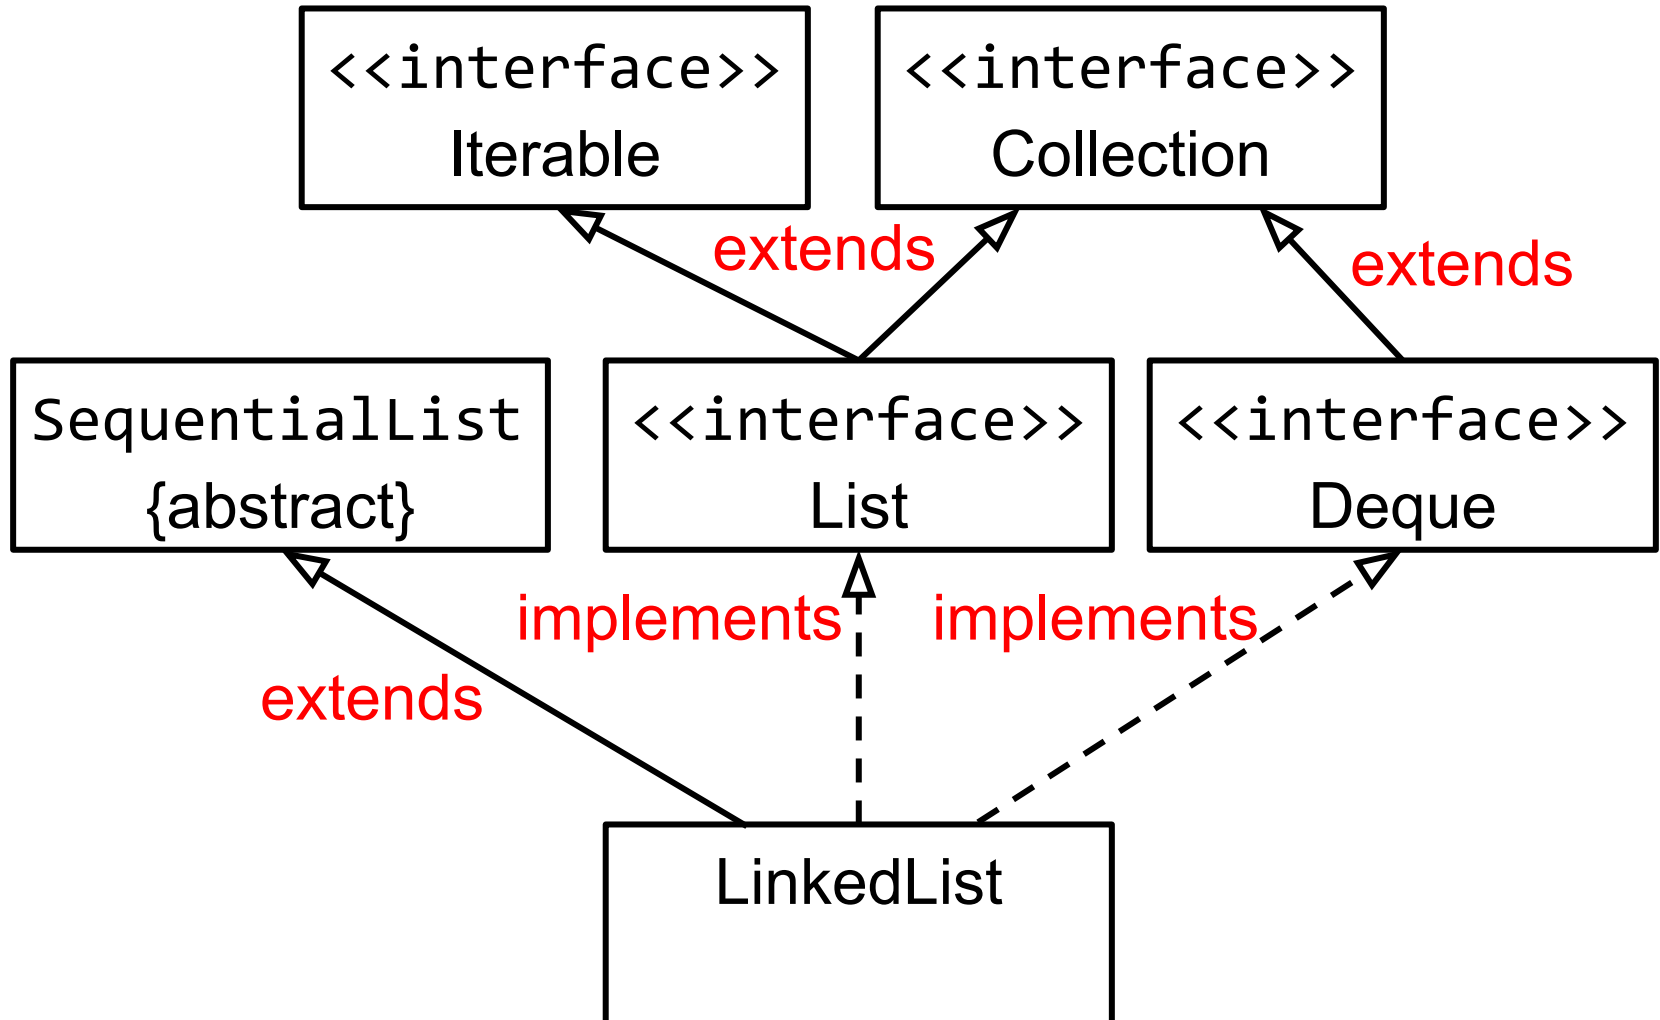 <<interface>>
Iterable
<<interface>>
Collection
extends
extends
SequentialList
{abstract}
<<interface>>
List
<<interface>>
Deque
implements
implements
extends
LinkedList